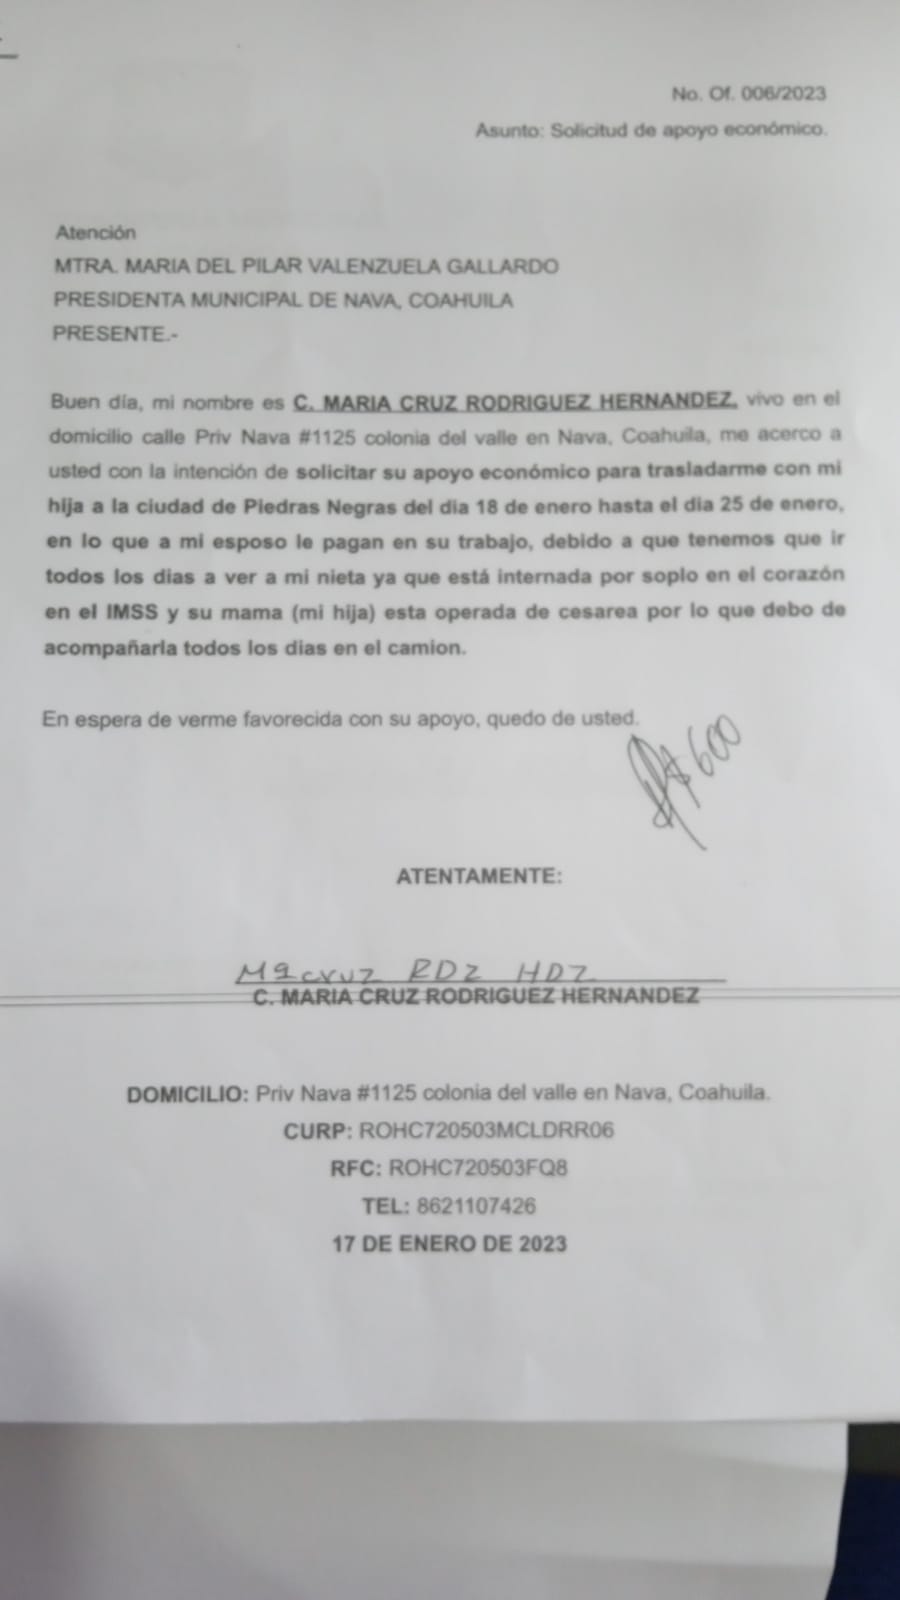 No. Of. 006/2023
Asunto: Solicitud de apoyo económico.
Atención
MTRA. MARIA DEL PILAR VALENZUELA GALLARDO
PRESIDENTA MUNICIPAL DE NAVA, COAHUILA
PRESENTE.-
Buen día, mi nombre es C. MARIA CRUZ RODRIGUEZ HERNANDEZ, vivo en el
domicilio calle Priv Nava #1125 colonia del valle en Nava, Coahuila, me acerco a
usted con la intención de solicitar su apoyo económico para trasladarme con mi
hija a la ciudad de Piedras Negras del dia 18 de enero hasta el dia 25 de enero,
en lo que a mi esposo le pagan en su trabajo, debido a que tenemos que ir
todos los dias a ver a mi nieta ya que está internada por soplo en el corazón
en el IMSS y su mama (mi hija) esta operada de cesarea por lo que debo de
acompañarla todos los dias en el camion.
En espera de verme favorecida con su apoyo, quedo de usted.
$600
ATENTAMENTE:
Ma cruz RDZ HDZ
C. MARIA CRUZ RODRIGUEZ HERNANDEZ
DOMICILIO: Priv Nava #1125 colonia del valle en Nava, Coahuila.
CURP: ROHC720503MCLDRR06
RFC: ROHC720503FQ8
TEL: 8621107426
17 DE ENERO DE 2023